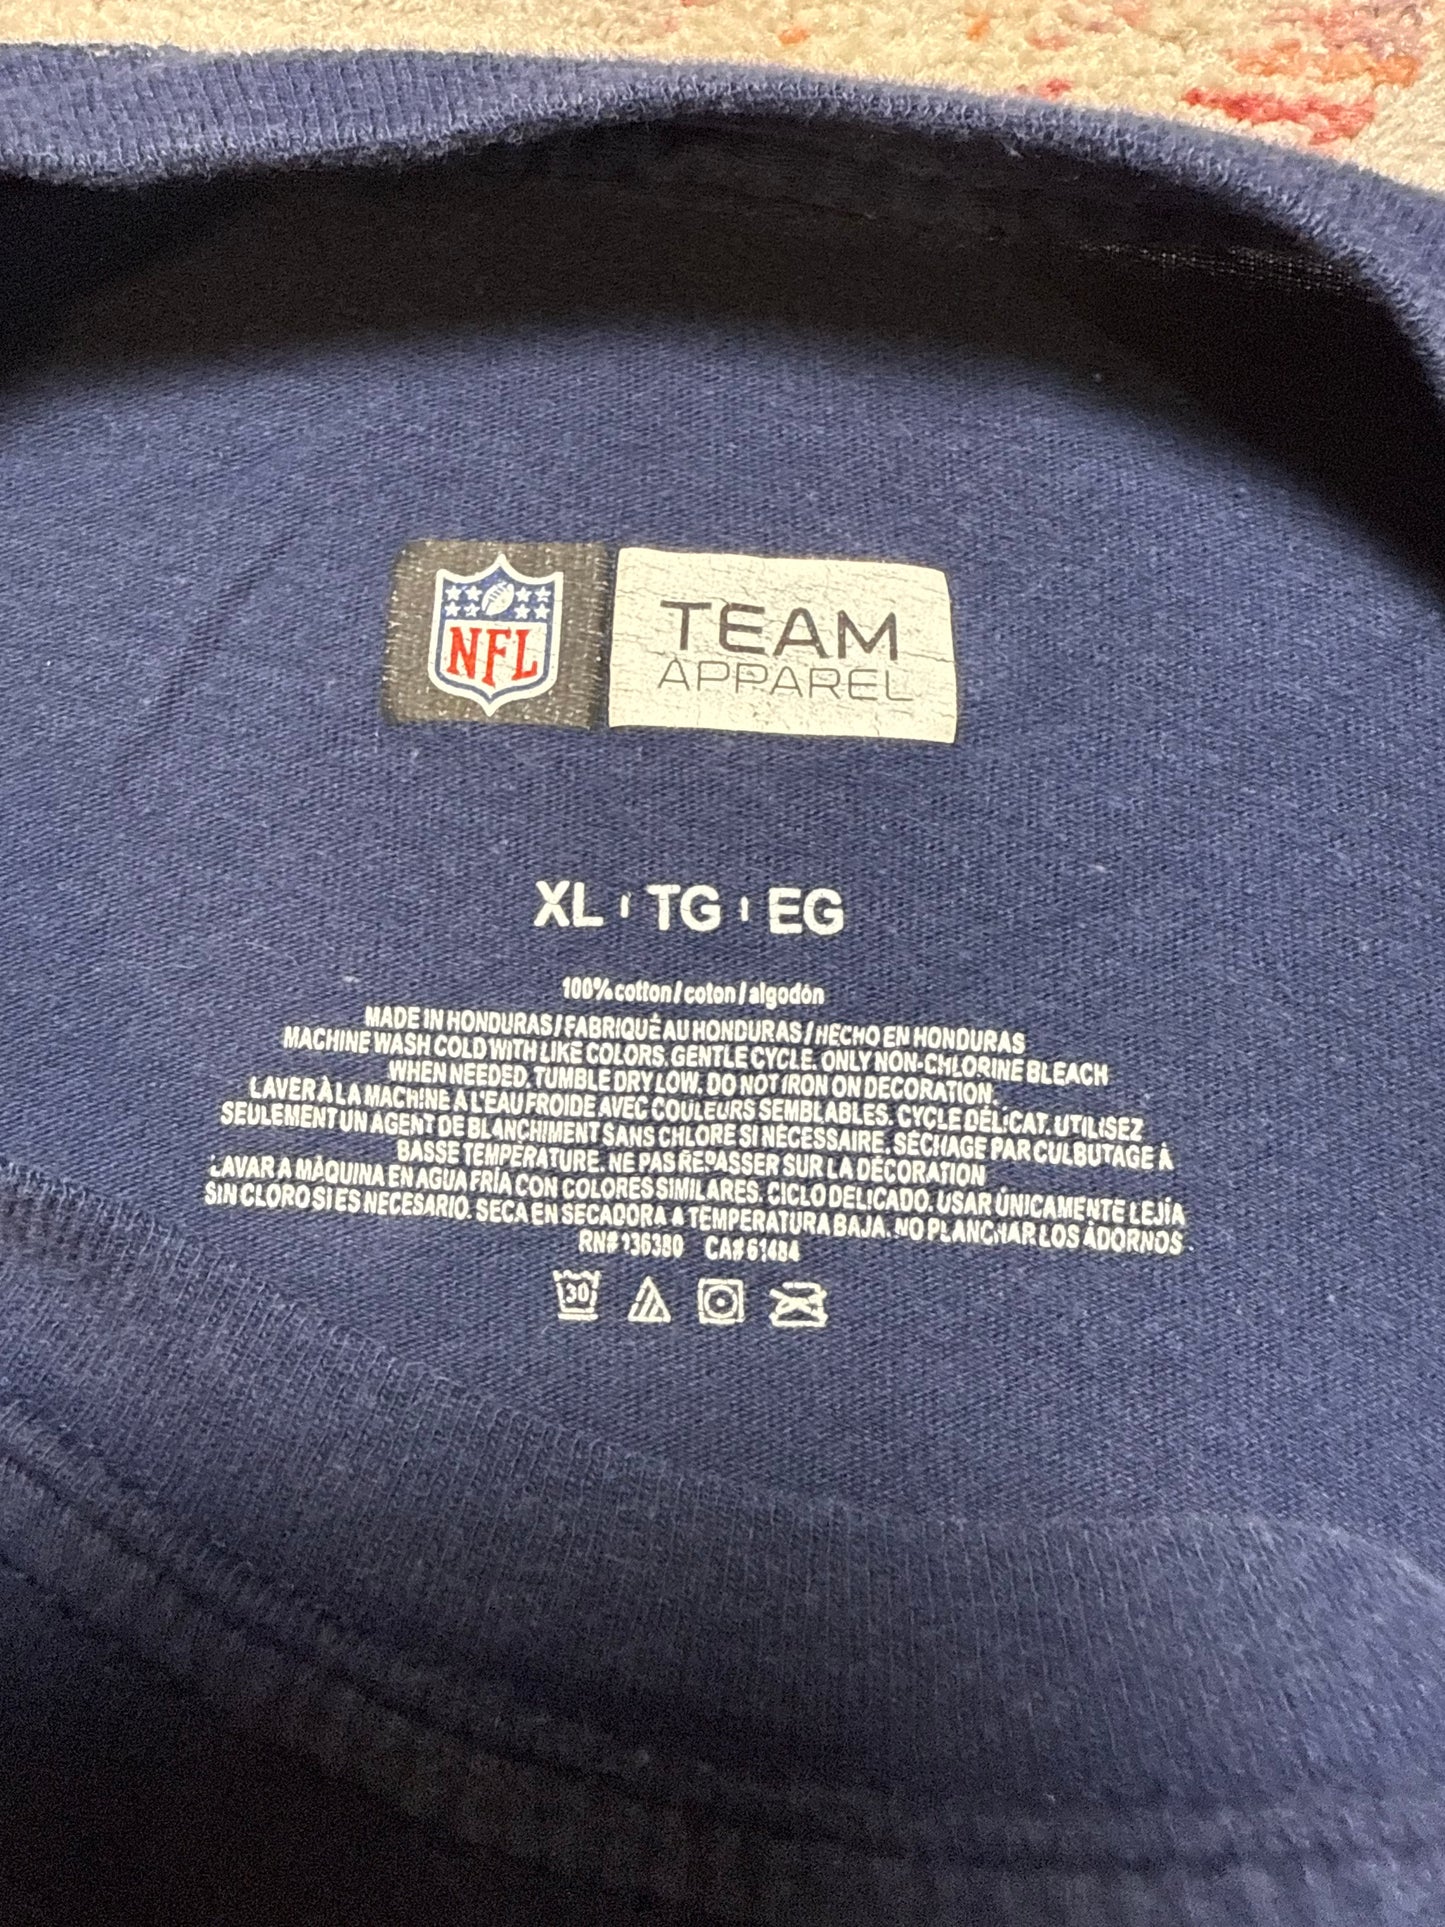 NFL
TEAM
APPAREL
XL | TG | EG
100% cotton / coton / algodón
MADE IN HONDURAS / FABRIQUÉ AU HONDURAS / HECHO EN HONDURAS
MACHINE WASH COLD WITH LIKE COLORS. GENTLE CYCLE. ONLY NON-CHLORINE BLEACH
WHEN NEEDED. TUMBLE DRY LOW. DO NOT IRON ON DECORATION.
LAVER À LA MACHINE À L'EAU FROIDE AVEC COULEURS SEMBLABLES. CYCLE DÉLICAT. UTILISEZ
SEULEMENT UN AGENT DE BLANCHIMENT SANS CHLORE SI NÉCESSAIRE. SÉCHAGE PAR CULBUTAGE À
BASSE TEMPÉRATURE. NE PAS REPASSER SUR LA DÉCORATION
LAVAR A MÁQUINA EN AGUA FRÍA CON COLORES SIMILARES. CICLO DELICADO. USAR ÚNICAMENTE LEJÍA
SIN CLORO SI ES NECESARIO. SECA EN SECADORA A TEMPERATURA BAJA. NO PLANCHAR LOS ADORNOS
RN# 136380 CA# 61484
30